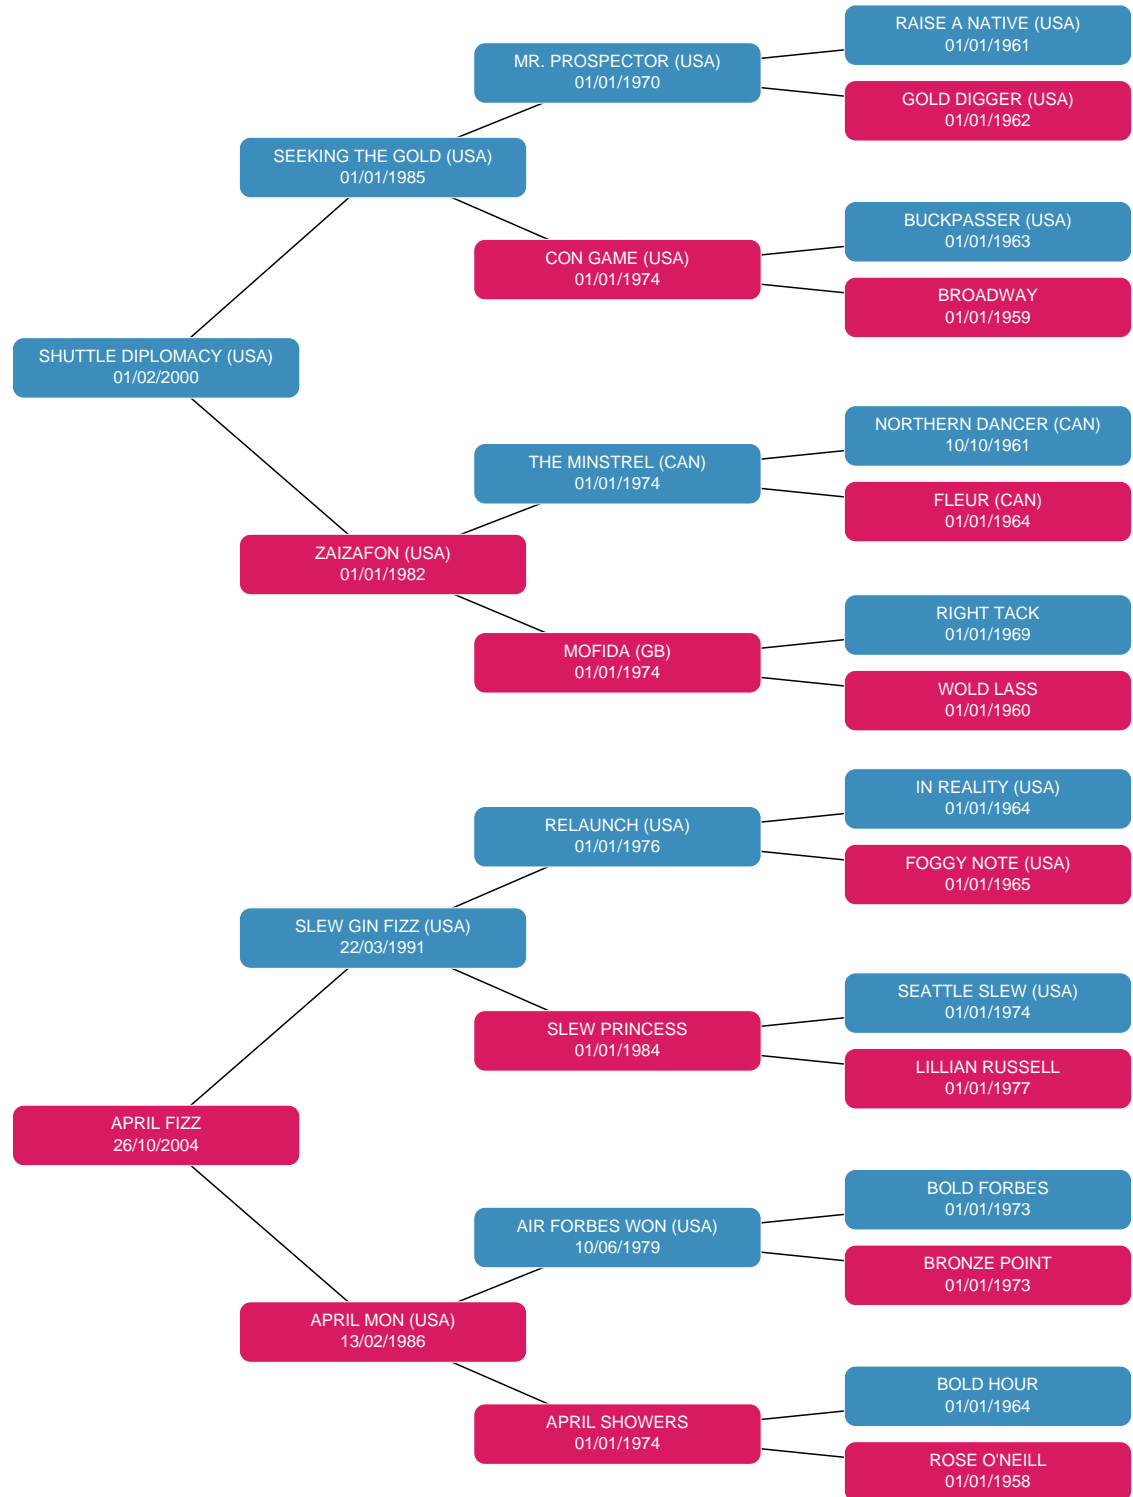 RAISE A NATIVE (USA)
01/01/1961
MR. PROSPECTOR (USA)
01/01/1970
GOLD DIGGER (USA)
01/01/1962
SEEKING THE GOLD (USA)
01/01/1985
BUCKPASSER (USA)
01/01/1963
CON GAME (USA)
01/01/1974
BROADWAY
01/01/1959
SHUTTLE DIPLOMACY (USA)
01/02/2000
NORTHERN DANCER (CAN)
10/10/1961
THE MINSTREL (CAN)
01/01/1974
FLEUR (CAN)
01/01/1964
ZAIZAFON (USA)
01/01/1982
RIGHT TACK
01/01/1969
MOFIDA (GB)
01/01/1974
WOLD LASS
01/01/1960
IN REALITY (USA)
01/01/1964
RELAUNCH (USA)
01/01/1976
FOGGY NOTE (USA)
01/01/1965
SLEW GIN FIZZ (USA)
22/03/1991
SEATTLE SLEW (USA)
01/01/1974
SLEW PRINCESS
01/01/1984
LILLIAN RUSSELL
01/01/1977
APRIL FIZZ
26/10/2004
BOLD FORBES
01/01/1973
AIR FORBES WON (USA)
10/06/1979
BRONZE POINT
01/01/1973
APRIL MON (USA)
13/02/1986
BOLD HOUR
01/01/1964
APRIL SHOWERS
01/01/1974
ROSE O'NEILL
01/01/1958